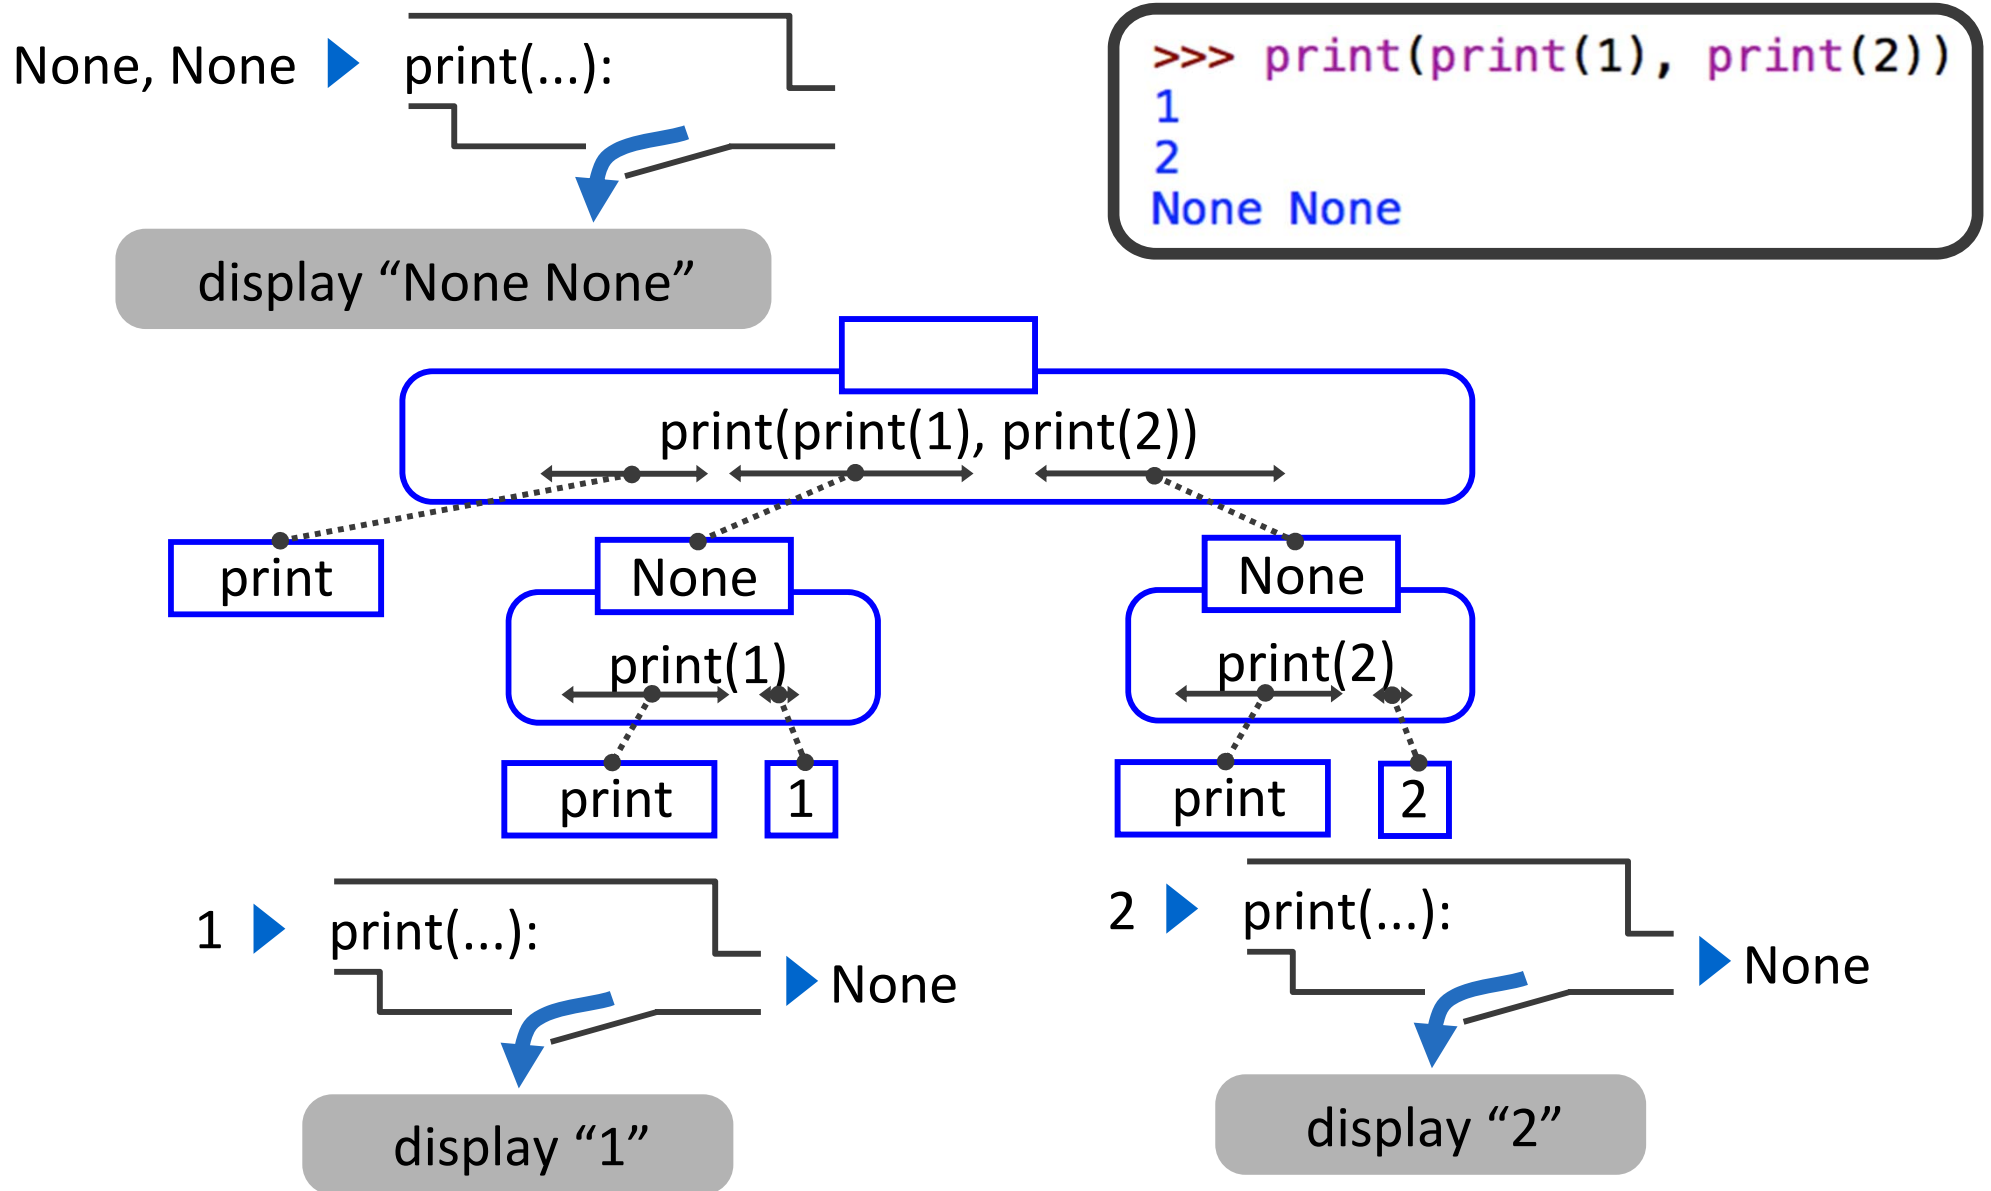 None, None
print(...):
display “None None”
>>> print(print(1), print(2))
1
2
None None
print(print(1), print(2))
print
None
None
print(1)
print(2)
print
1
print
2
1
print(...):
None
display “1”
2
print(...):
None
display “2”